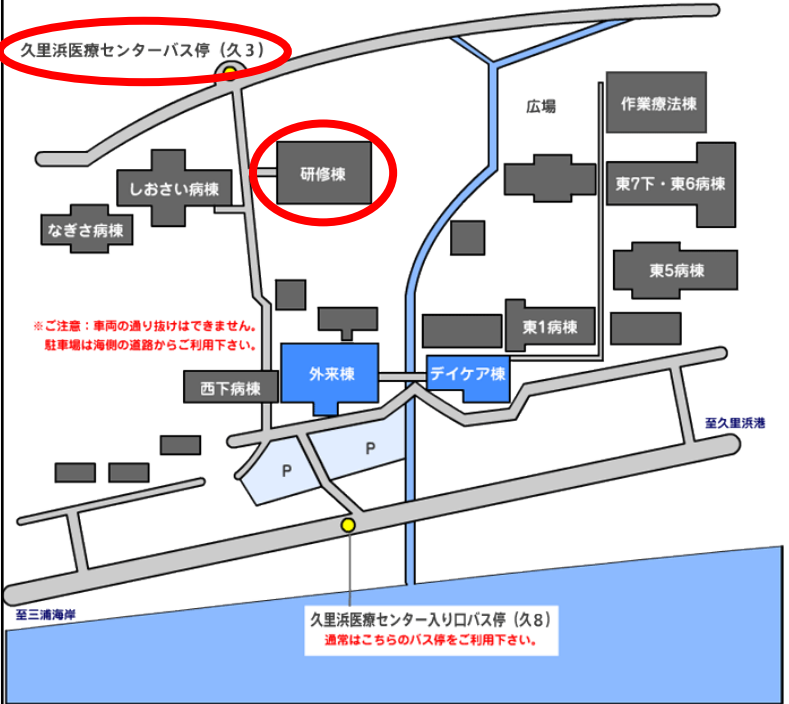 久里浜医療センターバス停（久３）
広場
作業療法棟
研修棟
しおさい病棟
東7下・東6病棟
なぎさ病棟
東5病棟
※ご注意：車両の通り抜けはできません。
駐車場は海側の道路からご利用下さい。
東1病棟
外来棟
デイケア棟
西下病棟
至久里浜港
P
P
至三浦海岸
久里浜医療センター入り口バス停（久８）
通常はこちらのバス停をご利用下さい。